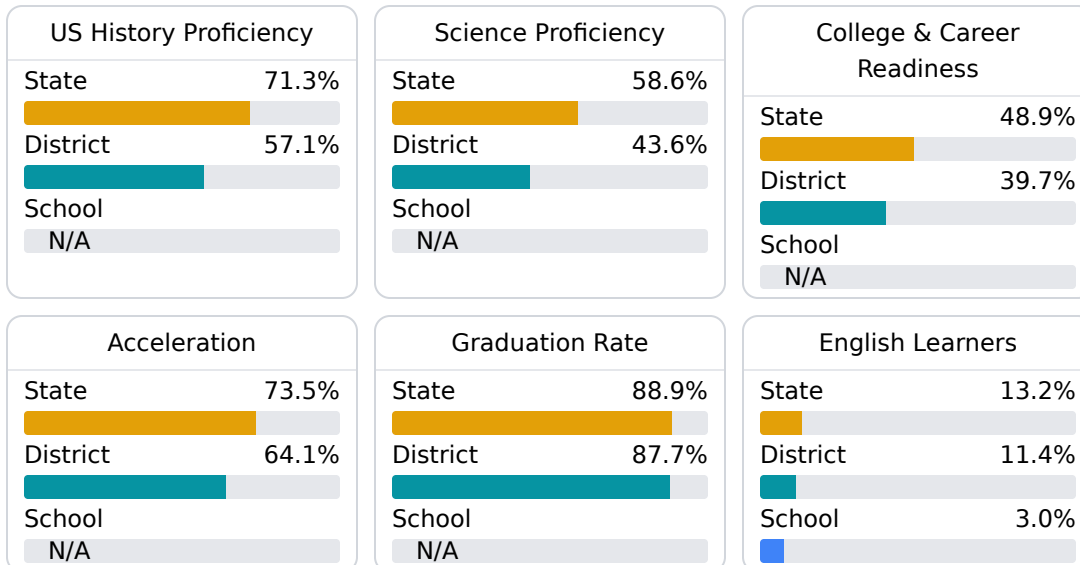 US History Proficiency
State 71.3%
District 57.1%
School
N/A
Science Proficiency
State 58.6%
District 43.6%
School
N/A
College & Career
Readiness
State 48.9%
District 39.7%
School
N/A
Acceleration
State 73.5%
District 64.1%
School
N/A
Graduation Rate
State 88.9%
District 87.7%
School
N/A
English Learners
State 13.2%
District 11.4%
School 3.0%